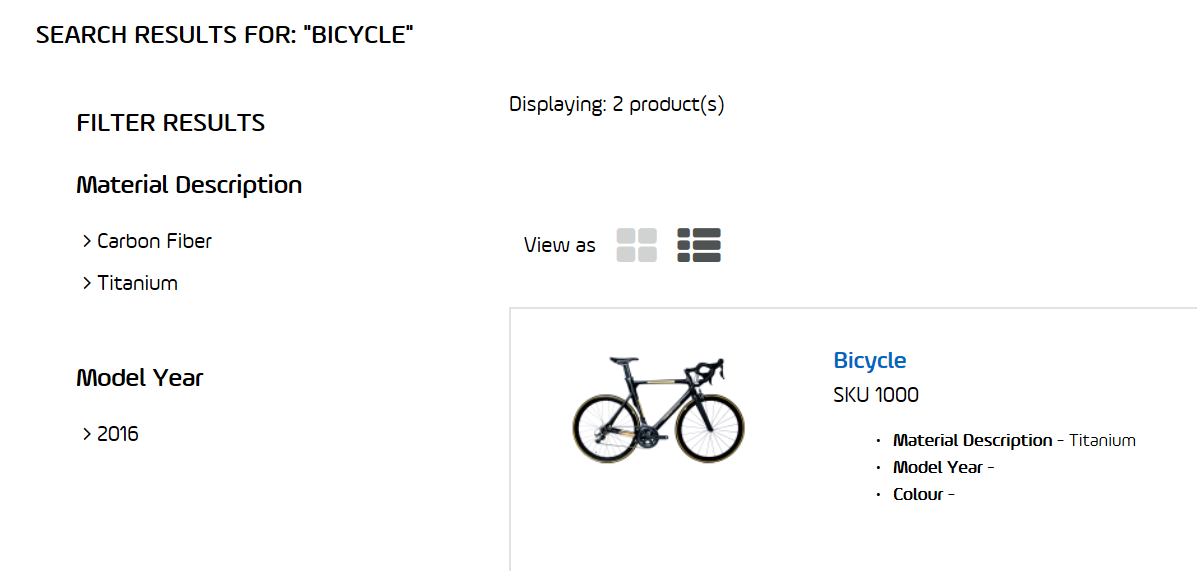 SEARCH RESULTS FOR: "BICYCLE"
FILTER RESULTS
Material Description
> Carbon Fiber
> Titanium
Model Year
> 2016
Displaying: 2 product(s)
View as
Bicycle
SKU 1000
• Material Description - Titanium
• Model Year -
• Colour -